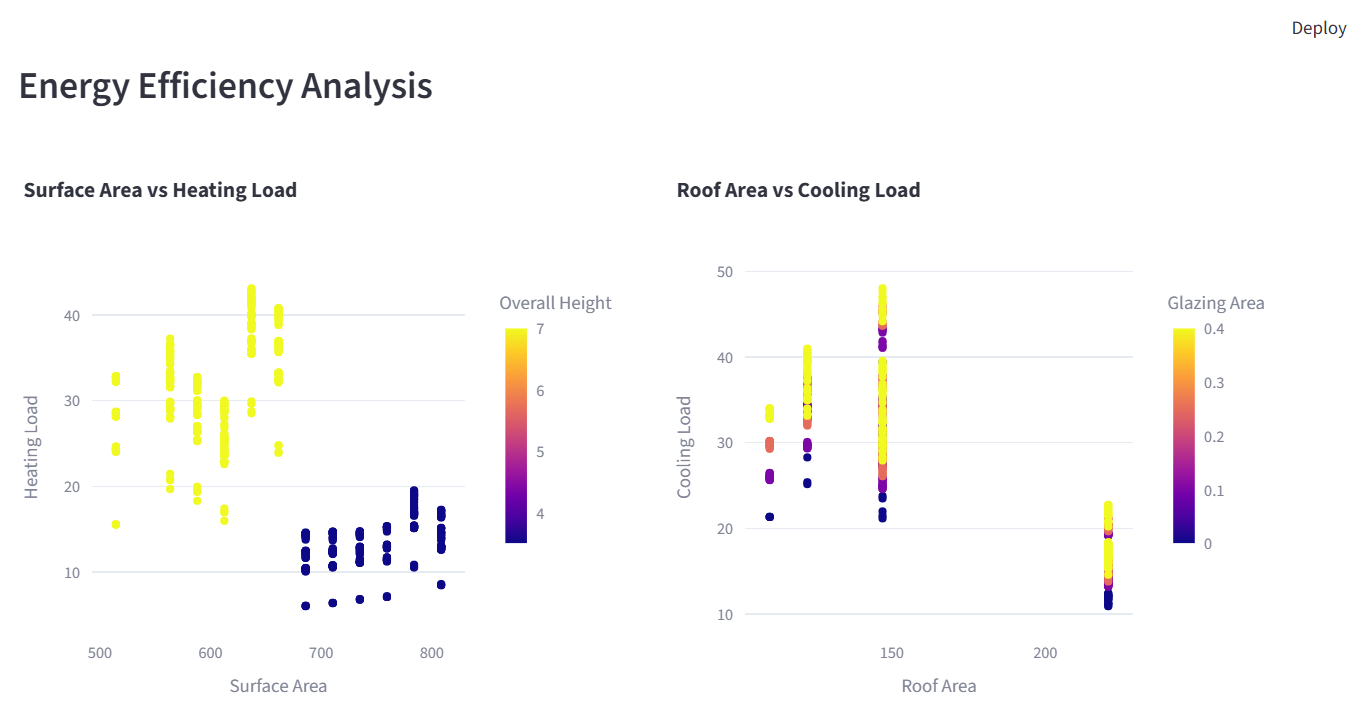 Deploy
Energy Efficiency Analysis
Surface Area vs Heating Load
40
30
20
10
500
600
700
800
Heating Load
Surface Area
Overall Height
7
6
5
4
Roof Area vs Cooling Load
50
40
30
20
10
150
200
Cooling Load
Roof Area
Glazing Area
0.4
0.3
0.2
0.1
0